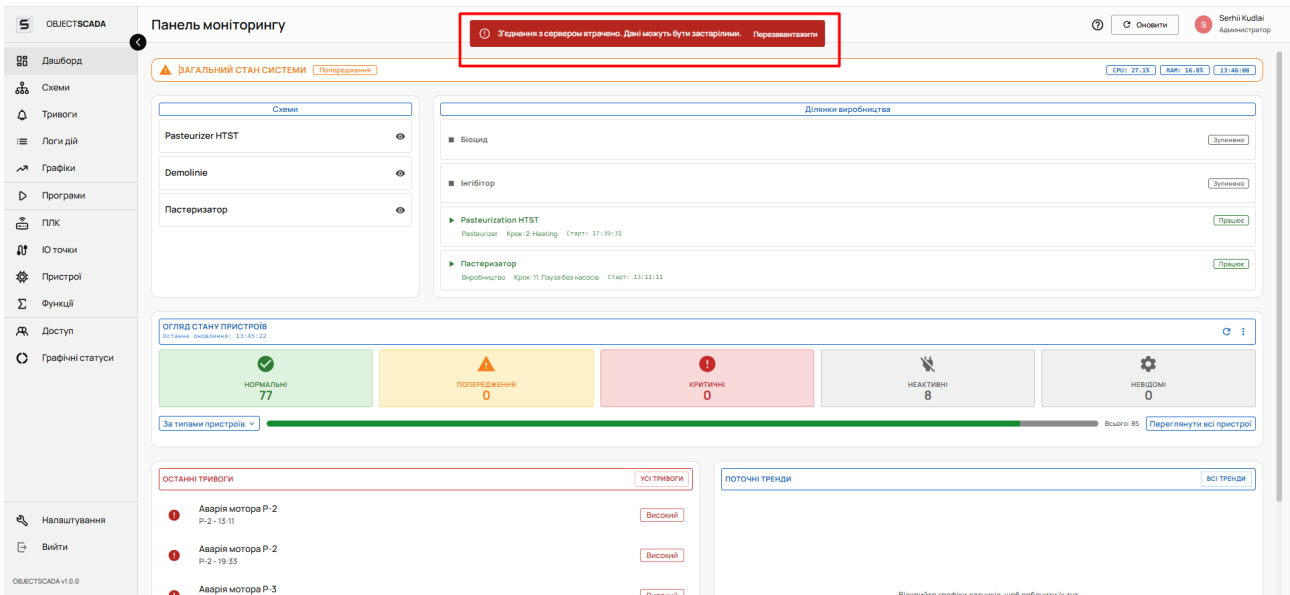 OBJECTSCADA
Панель моніторингу
З'єднання з сервером втрачено. Дані можуть бути застарілими. Перезавантажити
Оновити
S
Serhii Kudlai
Администратор
Дашборд
Схеми
Тривоги
Логи дій
Графіки
Програми
ПЛК
IO точки
Пристрої
Функції
Доступ
Графічні статуси
Налаштування
Вийти
OBJECTSCADA v1.0.0
ЗАГАЛЬНИЙ СТАН СИСТЕМИ Попередження
CPU: 27.1% RAM: 16.8% 13:46:08
Схеми
Pasteurizer HTST
Demolinie
Пастеризатор
Ділянки виробництва
Біоцид Зупинено
Інгібітор Зупинено
Pasteurization HTST Працює
Pasteurizer Крок: 2. Heating Старт: 17:39:31
Пастеризатор Працює
Виробництво Крок: 11. Пауза без насосів Старт: 13:11:11
ОГЛЯД СТАНУ ПРИСТРОЇВ
Останнє оновлення: 13:45:22
НОРМАЛЬНІ
77
ПОПЕРЕДЖЕННЯ
0
КРИТИЧНІ
0
НЕАКТИВНІ
8
НЕВІДОМІ
0
За типами пристроїв
Всього: 85 Переглянути всі пристрої
ОСТАННІ ТРИВОГИ УСІ ТРИВОГИ
Аварія мотора P-2
P-2 - 13:11
Високий
Аварія мотора P-2
P-2 - 19:33
Високий
Аварія мотора P-3
Високий
ПОТОЧНІ ТРЕНДИ ВСІ ТРЕНДИ